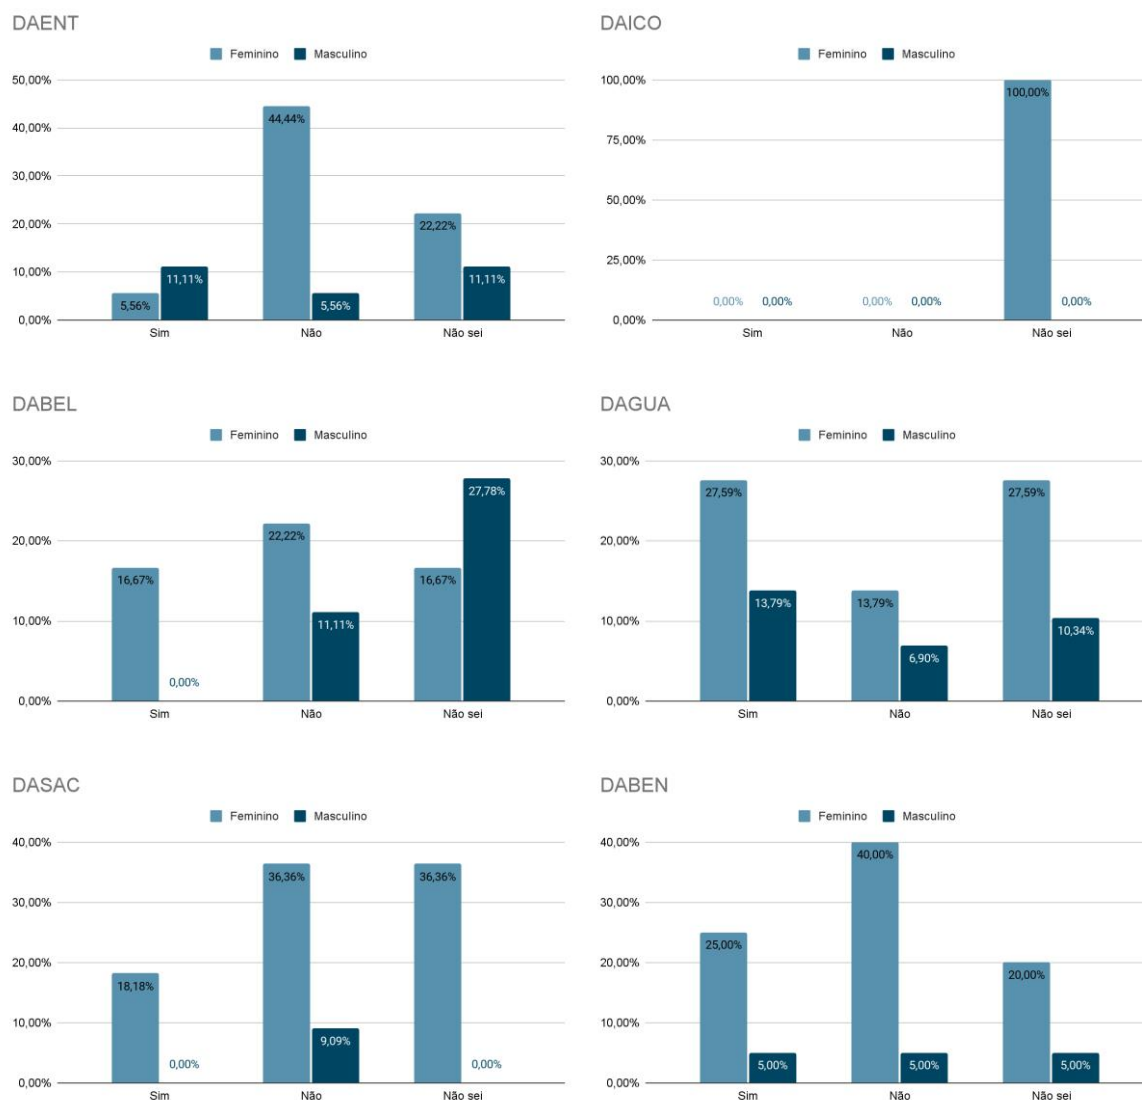 DAENT
Feminino Masculino
50,00%
40,00%
30,00%
20,00%
10,00%
0,00%
44,44%
22,22%
11,11%
11,11%
5,56%
5,56%
Sim Não Não sei
DAICO
Feminino Masculino
100,00%
75,00%
50,00%
25,00%
0,00%
100,00%
0,00% 0,00% 0,00% 0,00% 0,00%
Sim Não Não sei
DABEL
Feminino Masculino
30,00%
20,00%
10,00%
0,00%
27,78%
22,22%
16,67% 16,67%
11,11%
0,00%
Sim Não Não sei
DAGUA
Feminino Masculino
30,00%
20,00%
10,00%
0,00%
27,59% 27,59%
13,79% 13,79%
10,34%
6,90%
Sim Não Não sei
DASAC
Feminino Masculino
40,00%
30,00%
20,00%
10,00%
0,00%
36,36% 36,36%
18,18%
9,09%
0,00% 0,00%
Sim Não Não sei
DABEN
Feminino Masculino
40,00%
30,00%
20,00%
10,00%
0,00%
40,00%
25,00%
20,00%
5,00% 5,00% 5,00%
Sim Não Não sei